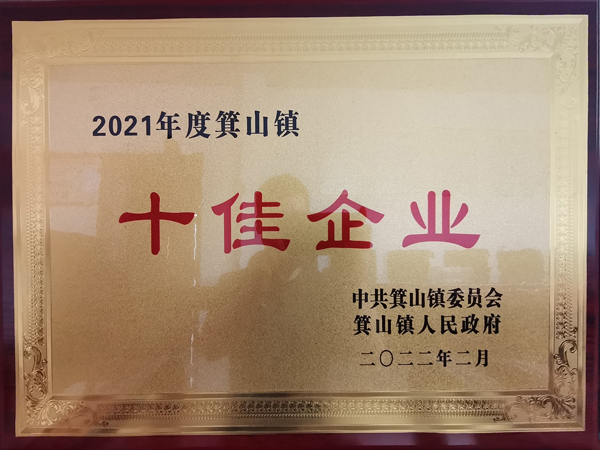 2021年度箕山镇
十佳企业
中共箕山镇委员会
箕山镇人民政府
二〇二二年二月